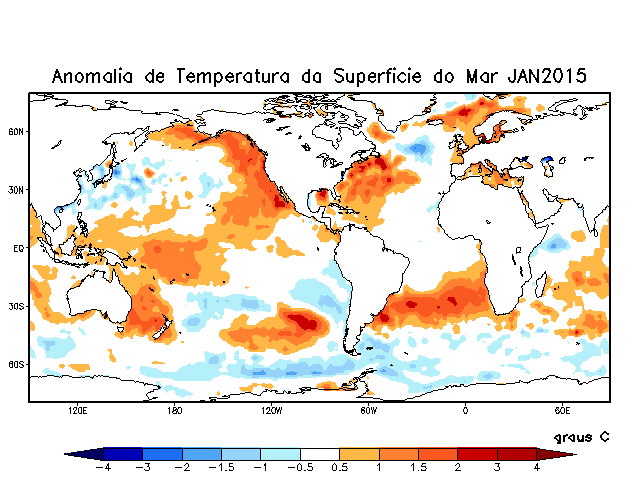 Anomalia de Temperatura da Superfície do Mar JAN2015
60N
30N
EQ
30S
60S
120E 180 120W 60W 0 60E
graus C
-4 -3 -2 -1.5 -1 -0.5 0.5 1 1.5 2 3 4